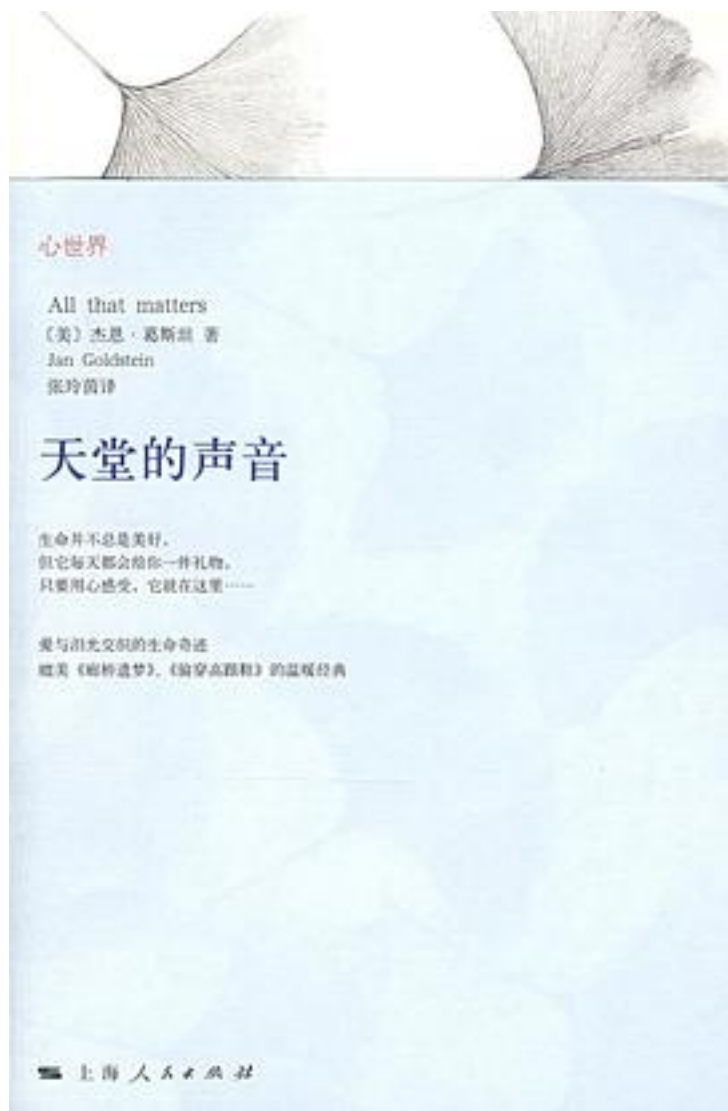 心世界
All that matters
〔美〕杰恩·葛斯坦 著
Jan Goldstein
张玲茵译
天堂的声音
生命并不总是美好,
但它每天都会给你一件礼物,
只要用心感受,它就在这里……
爱与泪光交织的生命奇迹
媲美《廊桥遗梦》、《偷穿高跟鞋》的温暖经典
上海人民出版社